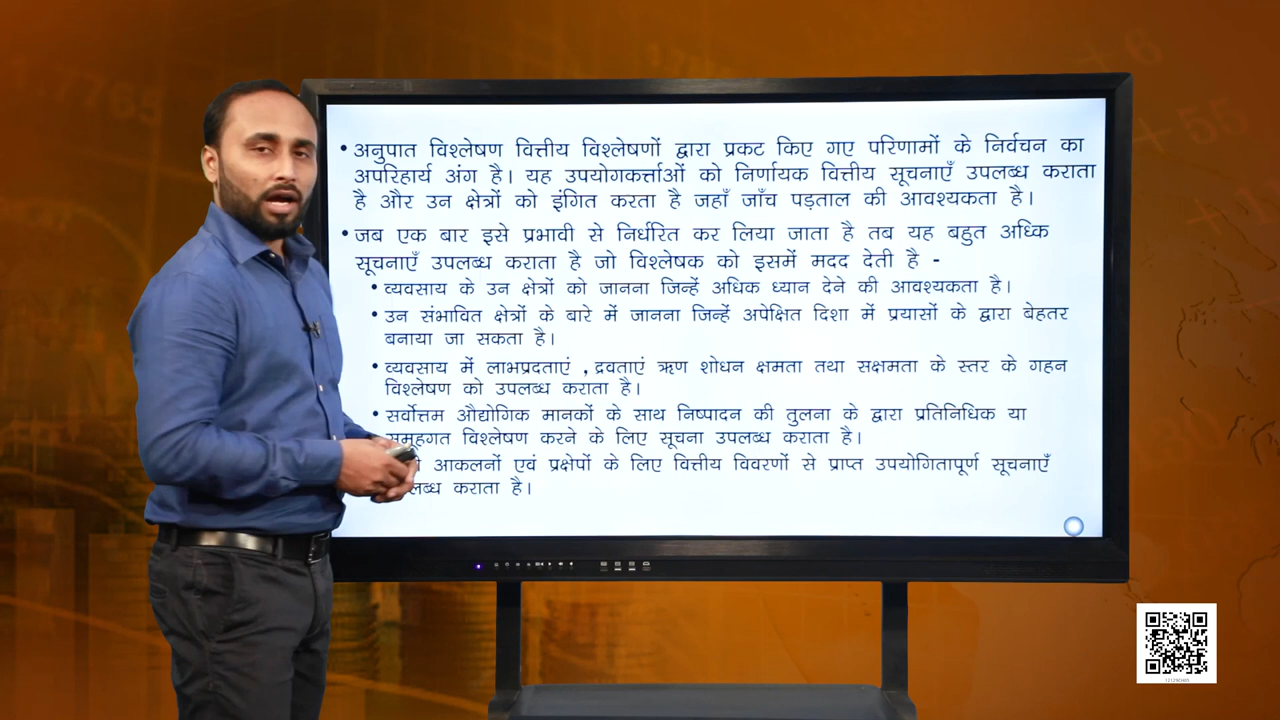 • अनुपात विश्लेषण वित्तीय विश्लेषणों द्वारा प्रकट किए गए परिणामों के निर्वचन का
अपरिहार्य अंग है। यह उपयोगकर्त्ताओं को निर्णायक वित्तीय सूचनाएँ उपलब्ध कराता
है और उन क्षेत्रों को इंगित करता है जहाँ जाँच पड़ताल की आवश्यकता है।
• जब एक बार इसे प्रभावी से निर्धरित कर लिया जाता है तब यह बहुत अध्कि
सूचनाएँ उपलब्ध कराता है जो विश्लेषक को इसमें मदद देती है -
• व्यवसाय के उन क्षेत्रों को जानना जिन्हें अधिक ध्यान देने की आवश्यकता है।
• उन संभावित क्षेत्रों के बारे में जानना जिन्हें अपेक्षित दिशा में प्रयासों के द्वारा बेहतर
बनाया जा सकता है।
• व्यवसाय में लाभप्रदताएं , द्रवताएं ऋण शोधन क्षमता तथा सक्षमता के स्तर के गहन
विश्लेषण को उपलब्ध कराता है।
• सर्वोत्तम औद्योगिक मानकों के साथ निष्पादन की तुलना के द्वारा प्रतिनिधिक या
समूहगत विश्लेषण करने के लिए सूचना उपलब्ध कराता है।
आकलनों एवं प्रक्षेपों के लिए वित्तीय विवरणों से प्राप्त उपयोगितापूर्ण सूचनाएँ
कराता है।